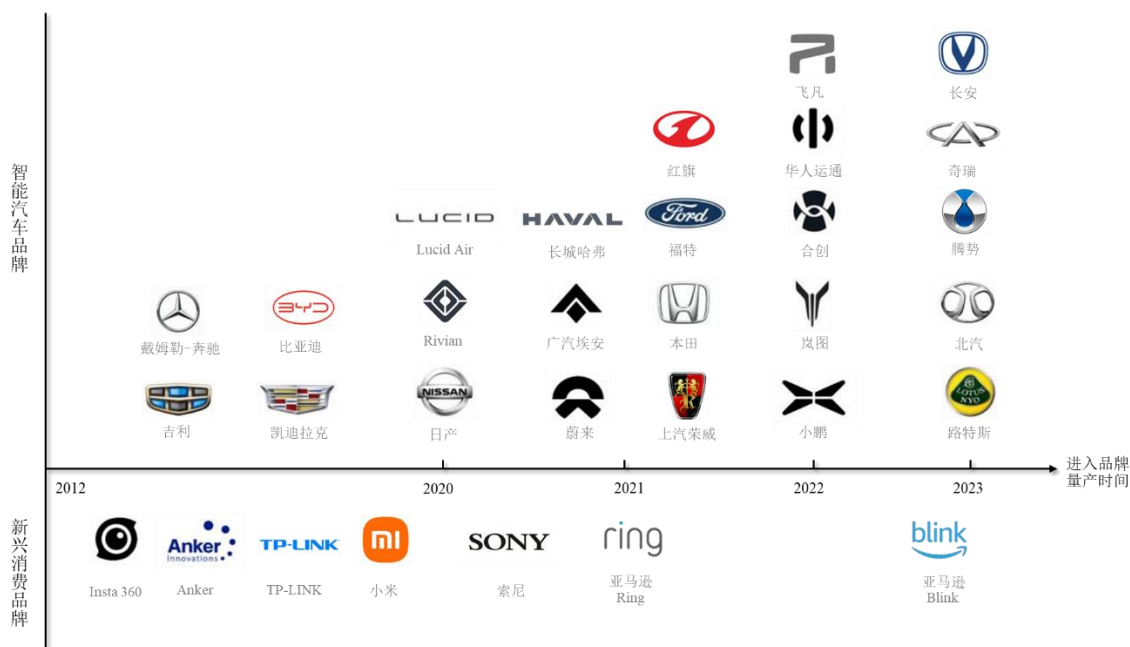 智能汽车品牌
飞凡
长安
红旗
华人运通
奇瑞
LUCID
HAVAL
Ford
Lucid Air
长城哈弗
福特
合创
腾势
BYD
戴姆勒-奔驰
比亚迪
Rivian
广汽埃安
本田
岚图
北汽
NISSAN
R
LOTUS
NYO
吉利
凯迪拉克
日产
蔚来
上汽荣威
小鹏
路特斯
进入品牌
量产时间
2012
2020
2021
2022
2023
新兴消费品牌
Anker
Innovations
TP-LINK
mi
SONY
ring
blink
Insta 360
Anker
TP-LINK
小米
索尼
亚马逊
Ring
亚马逊
Blink